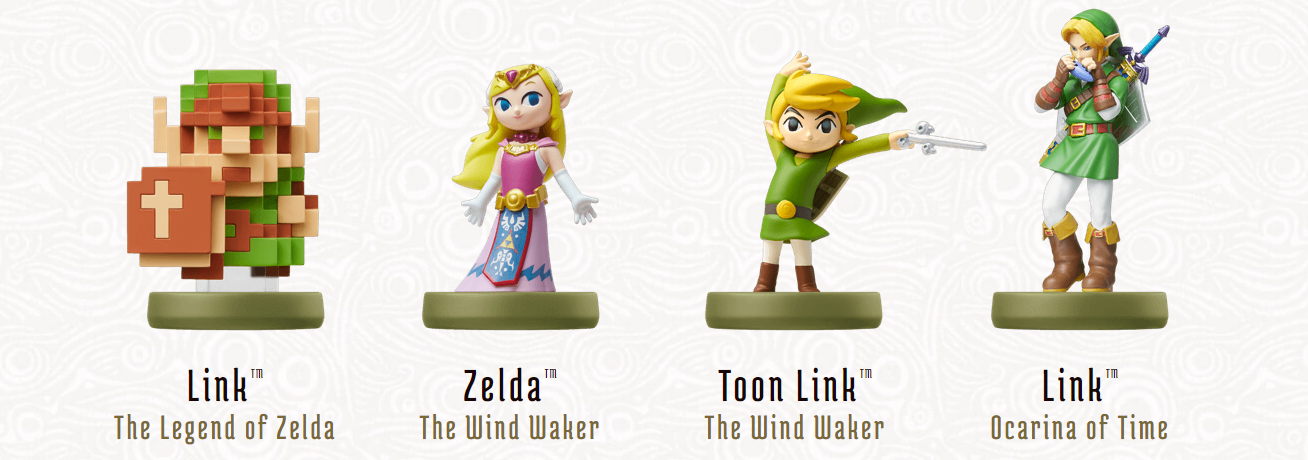 Link™
The Legend of Zelda
Zelda™
The Wind Waker
Toon Link™
The Wind Waker
Link™
Ocarina of Time